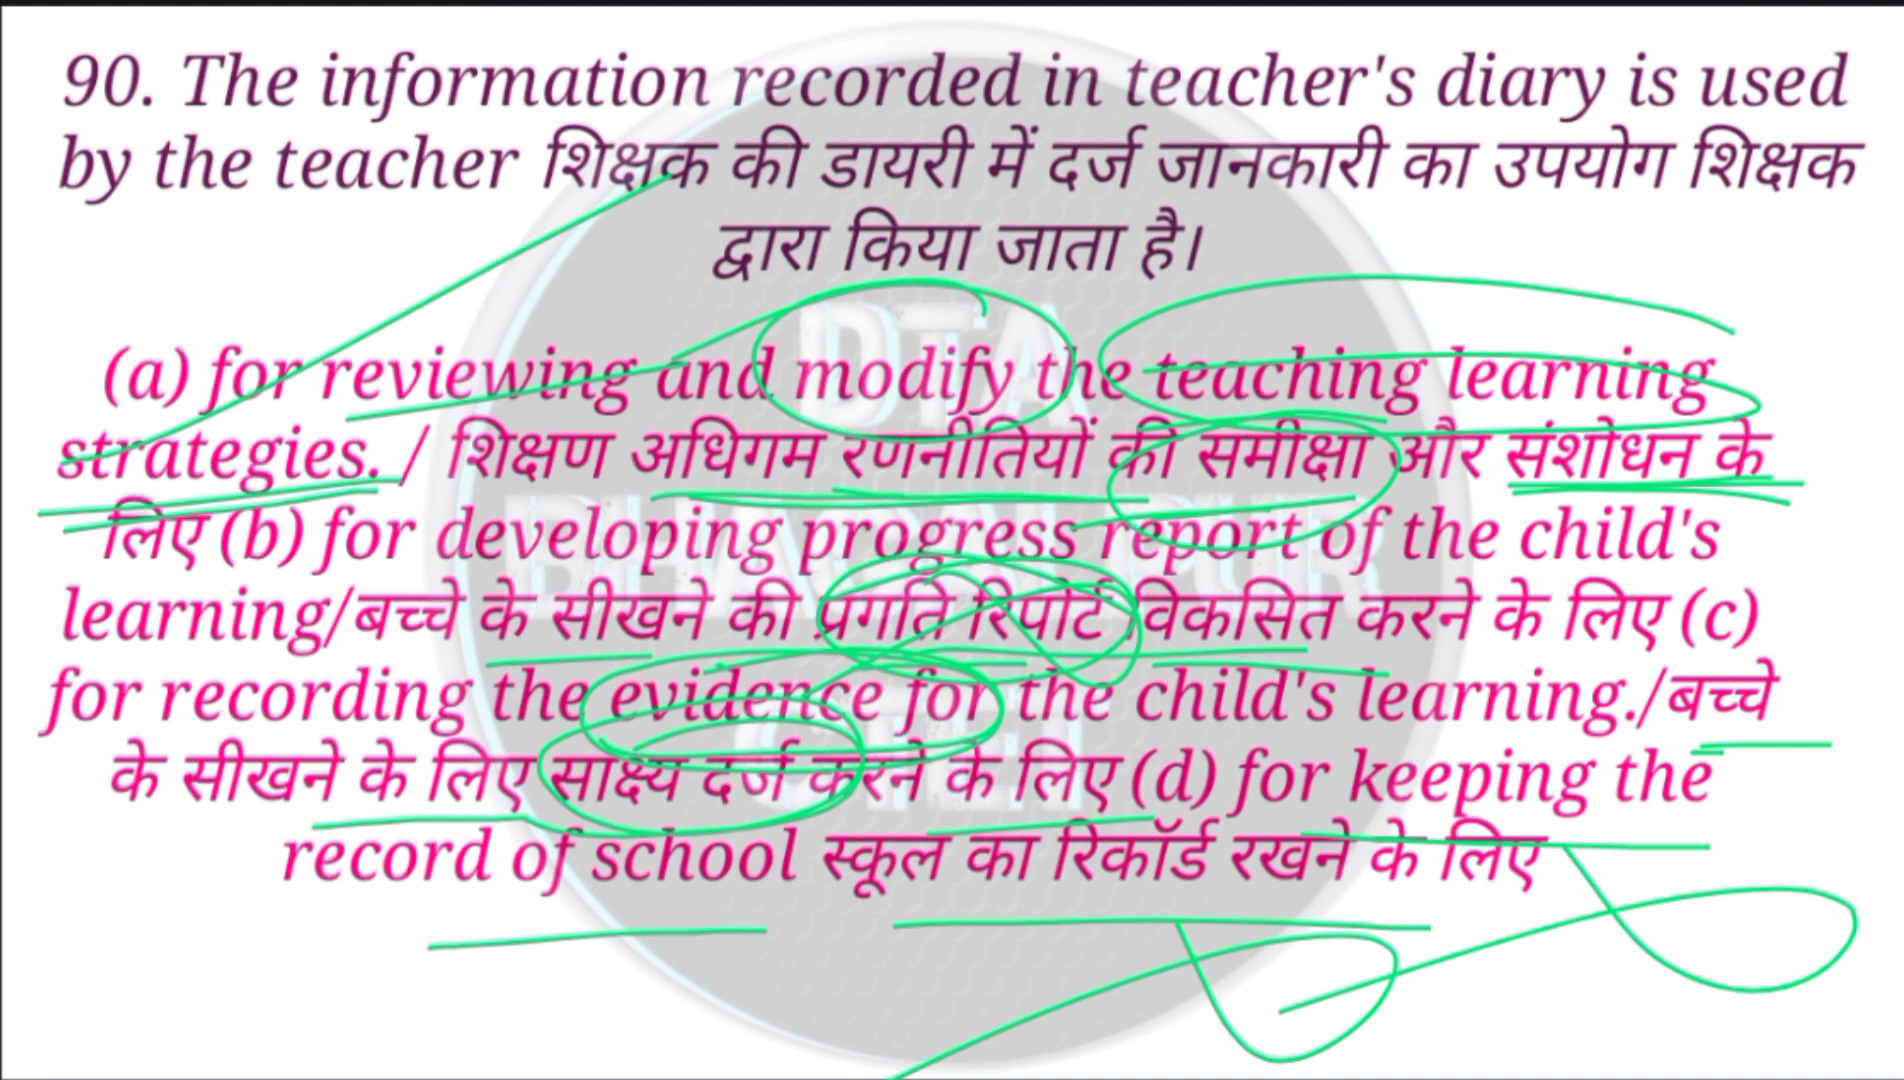 90. The information recorded in teacher's diary is used
by the teacher शिक्षक की डायरी में दर्ज जानकारी का उपयोग शिक्षक
द्वारा किया जाता है।
(a) for reviewing and modify the teaching learning
strategies. / शिक्षण अधिगम रणनीतियों की समीक्षा और संशोधन के
लिए (b) for developing progress report of the child's
learning/बच्चे के सीखने की प्रगति रिपोर्ट विकसित करने के लिए (c)
for recording the evidence for the child's learning./बच्चे
के सीखने के लिए साक्ष्य दर्ज करने के लिए (d) for keeping the
record of school स्कूल का रिकॉर्ड रखने के लिए
DTA